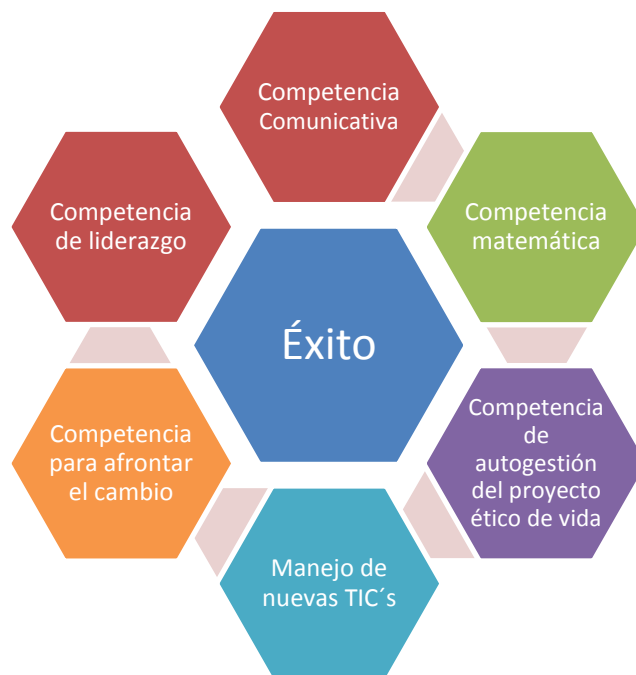 Competencia
Comunicativa
Competencia
de liderazgo
Competencia
matemática
Éxito
Competencia
para afrontar
el cambio
Competencia
de
autogestión
del proyecto
ético de vida
Manejo de
nuevas TIC´s